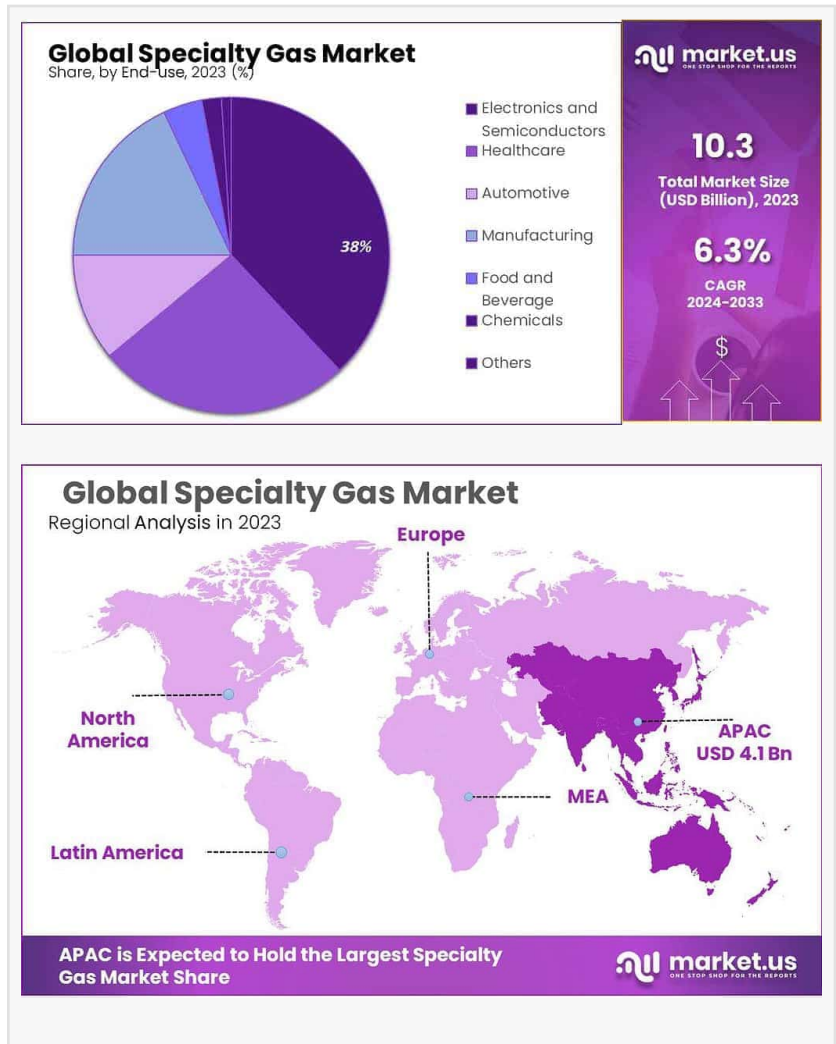 Global Specialty Gas Market
Share, by End-use, 2023 (%)
38%
Electronics and
Semiconductors
Healthcare
Automotive
Manufacturing
Food and
Beverage
Chemicals
Others
market.us
ONE STOP SHOP FOR THE REPORTS
10.3
Total Market Size
(USD Billion), 2023
6.3%
CAGR
2024-2033
$
Global Specialty Gas Market
Regional Analysis in 2023
Europe
North
America
APAC
USD 4.1 Bn
MEA
Latin America
APAC is Expected to Hold the Largest Specialty
Gas Market Share
market.us
ONE STOP SHOP FOR THE REPORTS